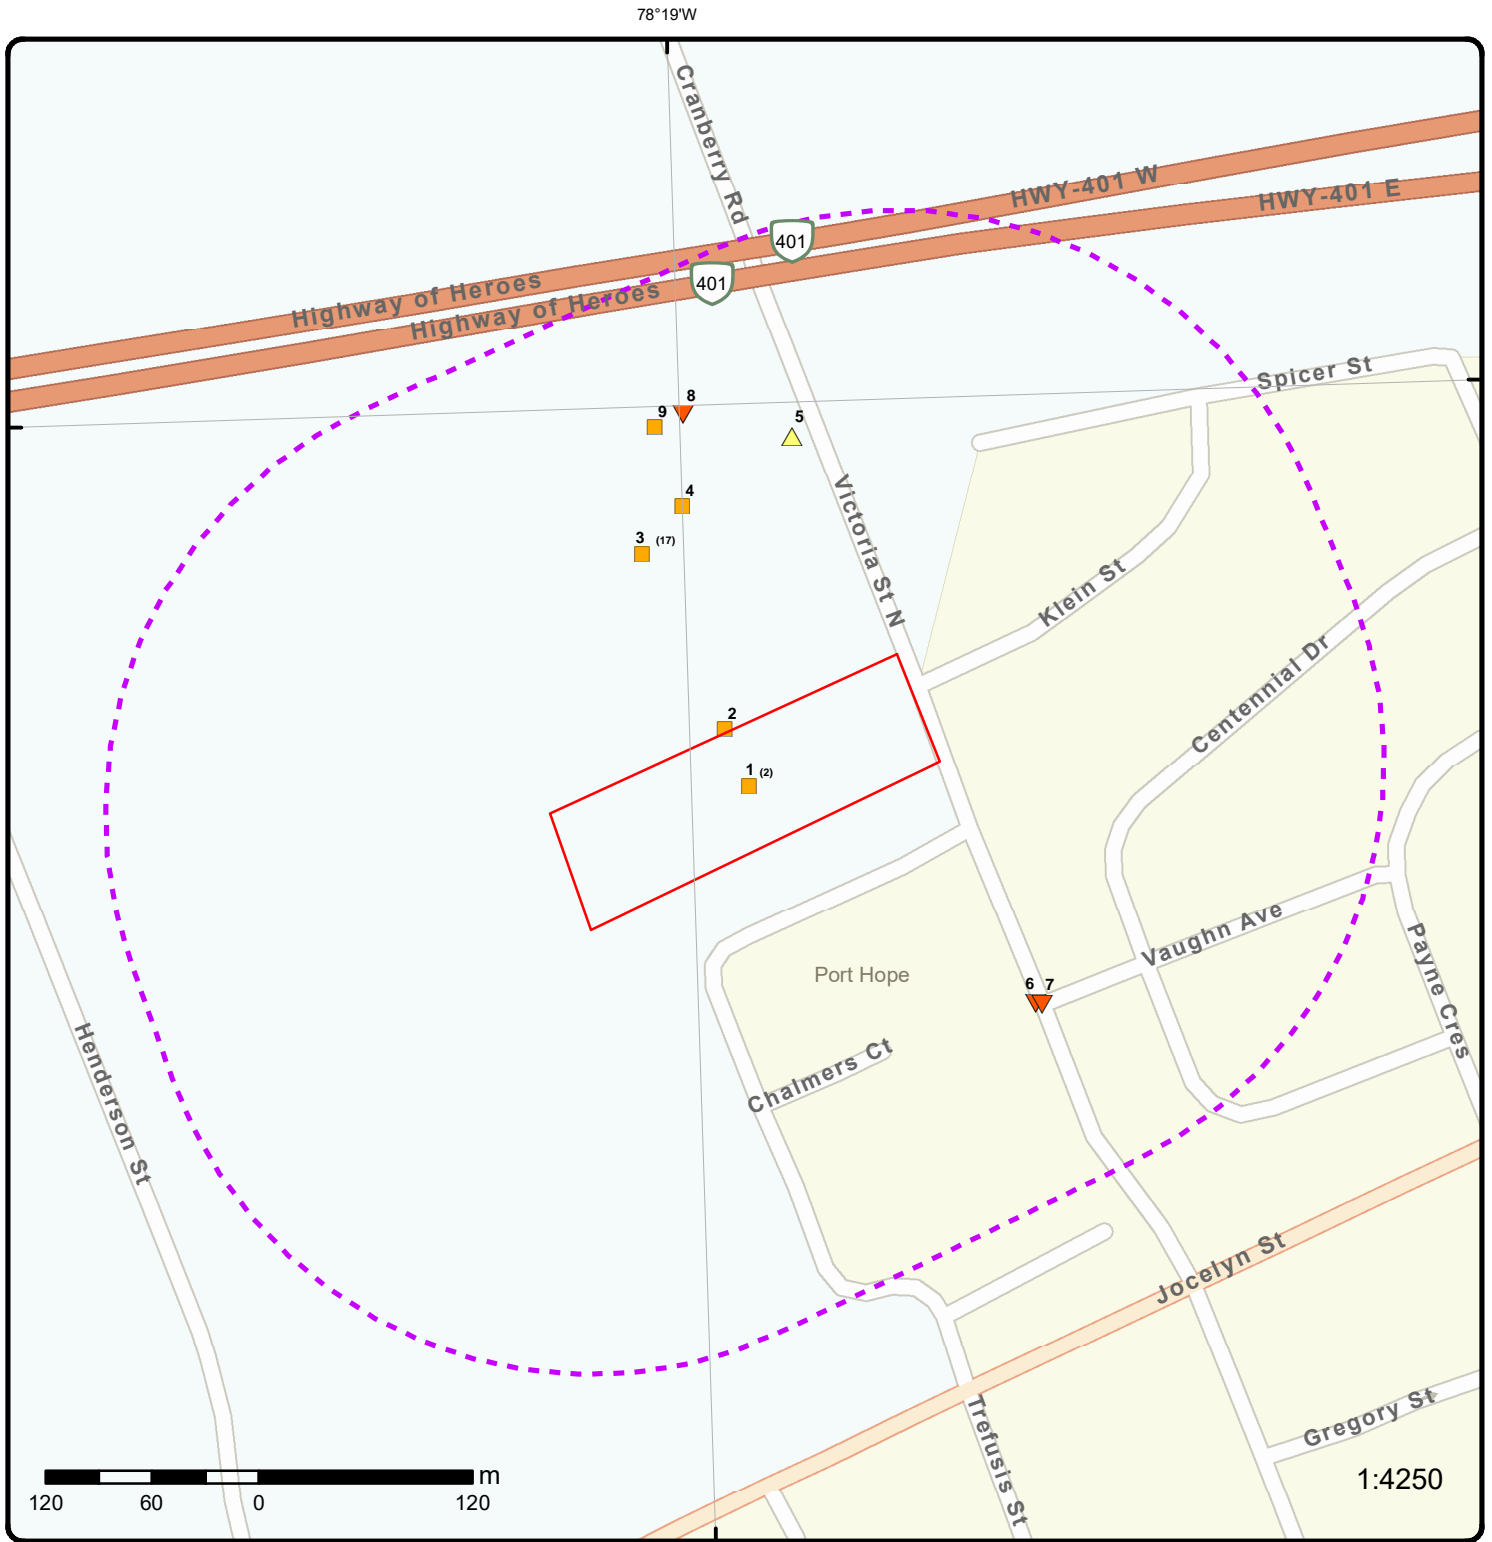 78°19'W
Cranberry Rd
HWY-401 W
HWY-401 E
401
401
Highway of Heroes
Highway of Heroes
Spicer St
8
9
5
4
3 (17)
Victoria St N
Klein St
Centennial Dr
2
1 (2)
Vaughn Ave
Payne Cres
Port Hope
6 7
Chalmers Ct
Henderson St
Jocelyn St
Trefusis St
Gregory St
m
120 60 0 120
1:4250